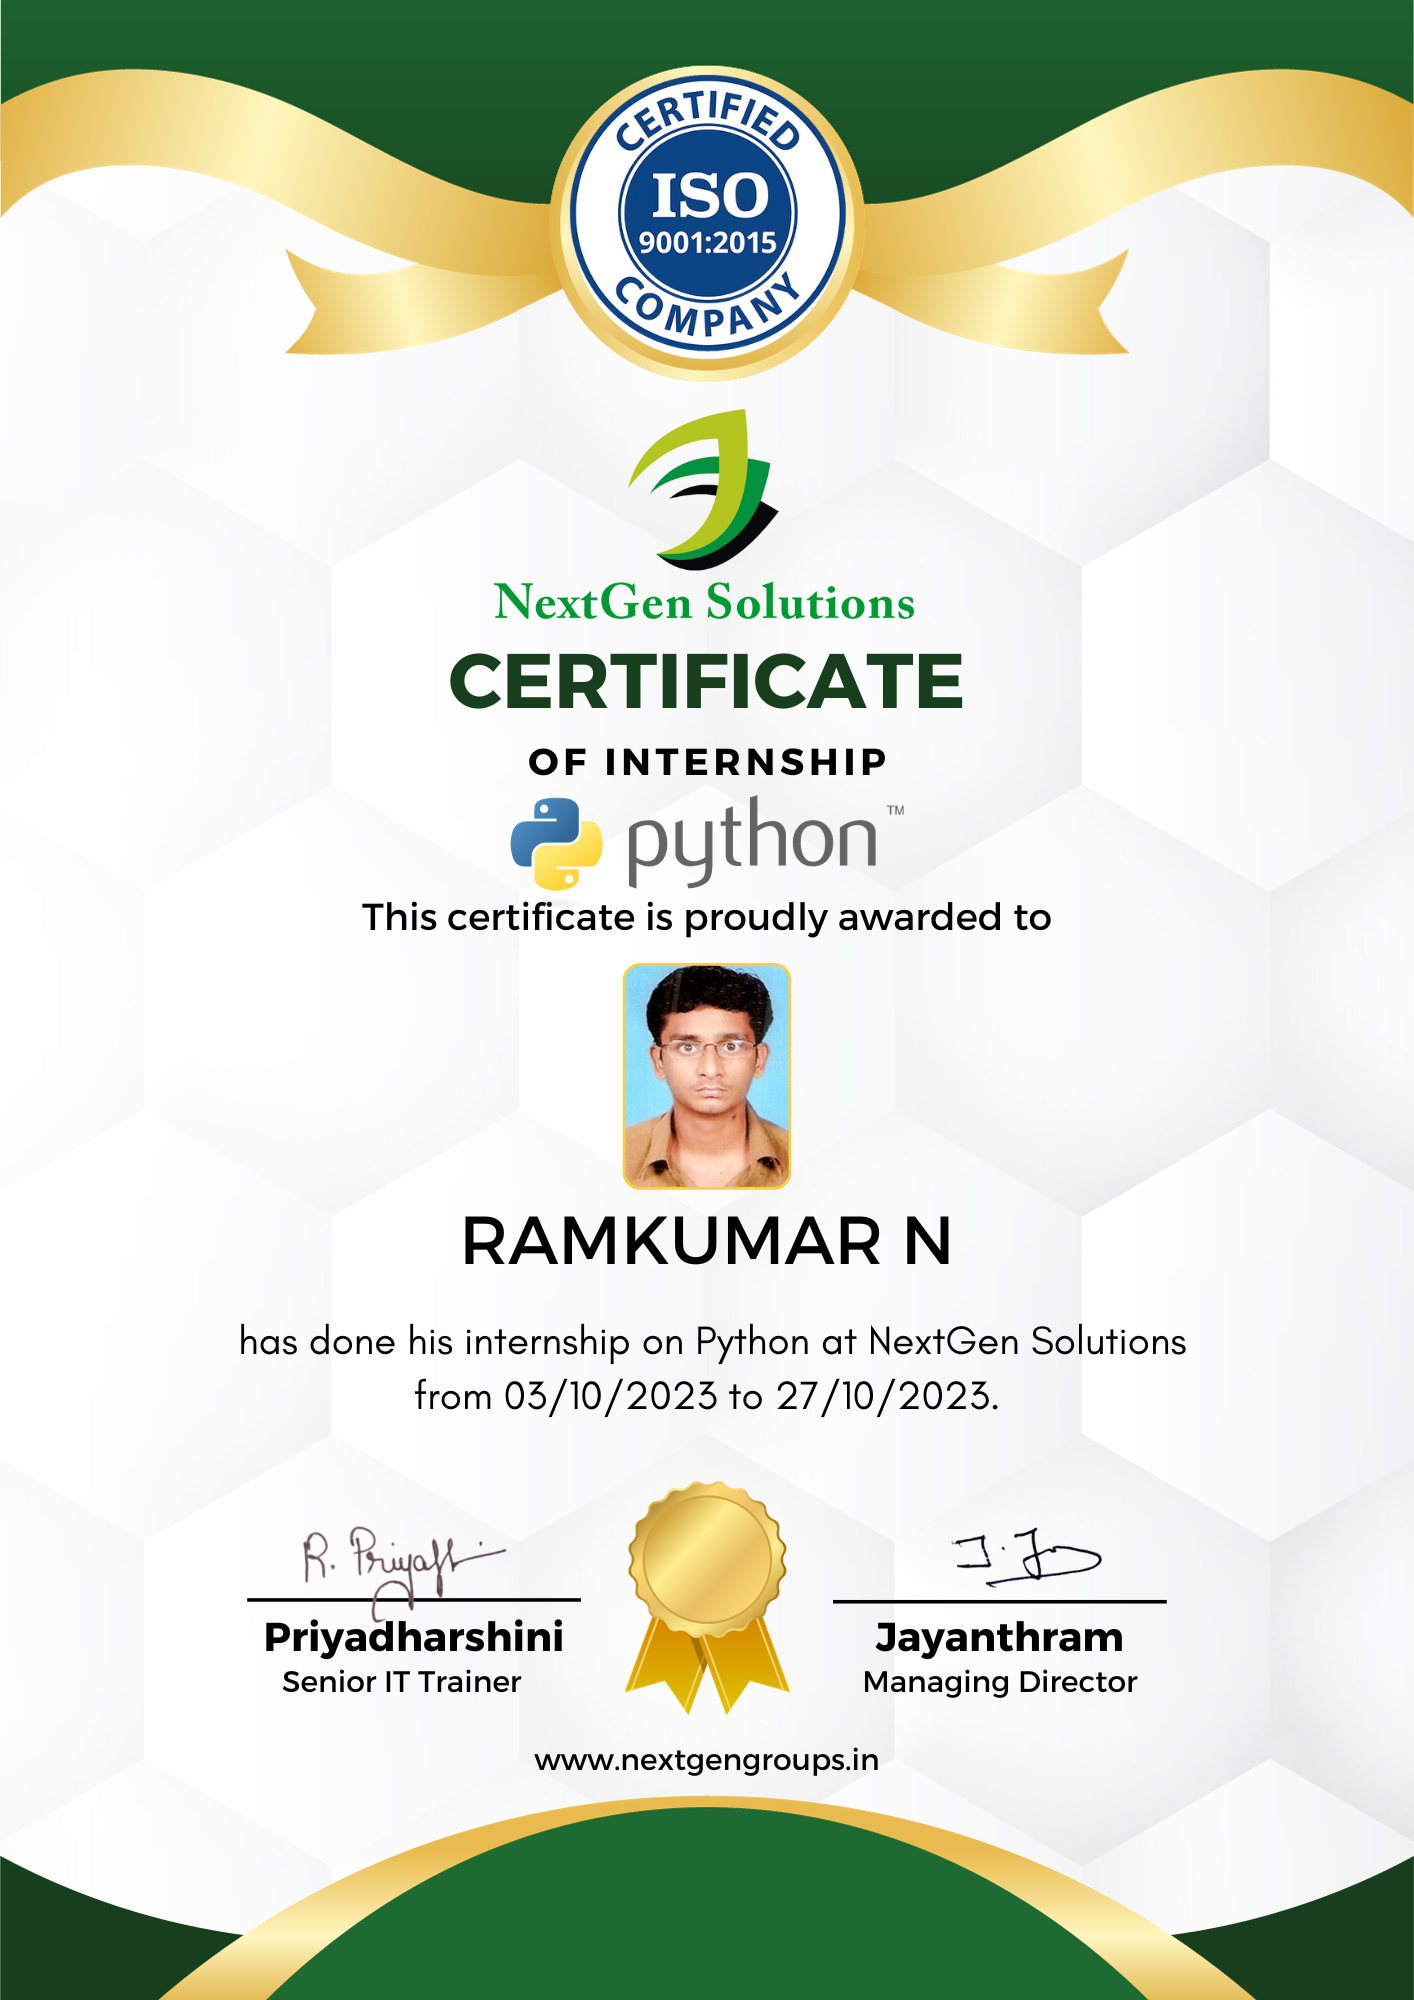 CERTIFIED
ISO
9001:2015
COMPANY
NextGen Solutions
CERTIFICATE
OF INTERNSHIP
python™
This certificate is proudly awarded to
RAMKUMAR N
has done his internship on Python at NextGen Solutions
from 03/10/2023 to 27/10/2023.
R. Priya
Priyadharshini
Senior IT Trainer
Jayanthram
Managing Director
www.nextgengroups.in